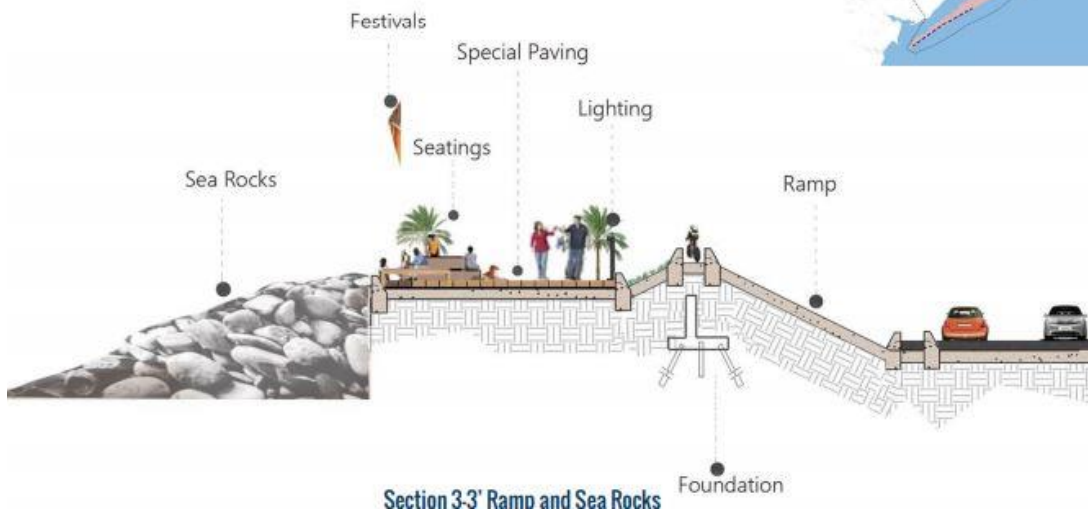 Festivals
Special Paving
Lighting
Seatings
Sea Rocks
Ramp
Foundation
Section 3-3' Ramp and Sea Rocks